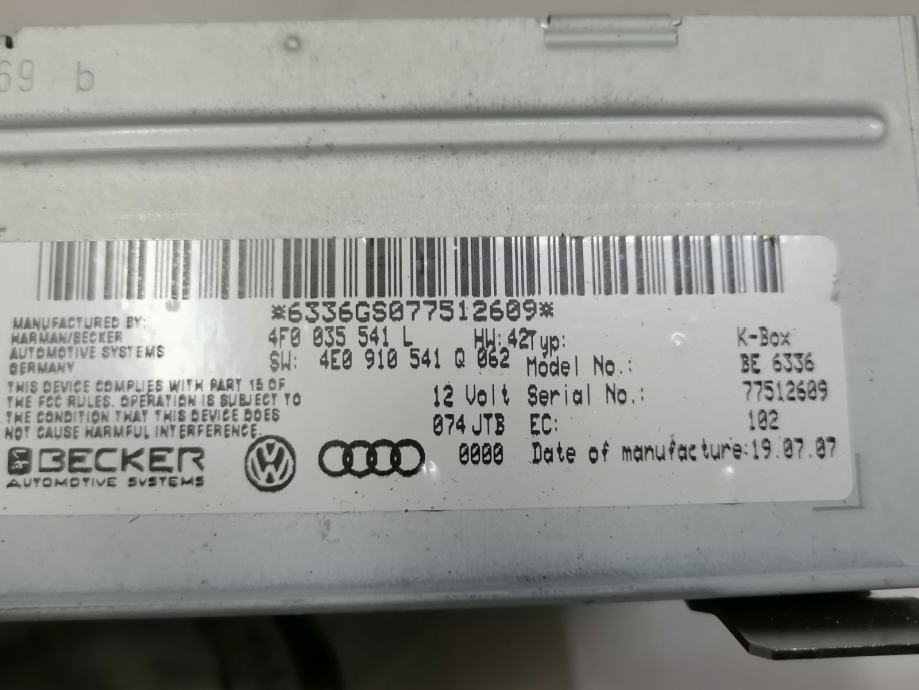 69 b
*6336GS077512609*
MANUFACTURED BY:
HARMAN/BECKER
AUTOMOTIVE SYSTEMS
GERMANY
THIS DEVICE COMPLIES WITH PART 15 OF
THE FCC RULES. OPERATION IS SUBJECT TO
THE CONDITION THAT THIS DEVICE DOES
NOT CAUSE HARMFUL INTERFERENCE.
BECKER
AUTOMOTIVE SYSTEMS
4F0 035 541 L HW:42
SW: 4E0 910 541 Q 062
12 Volt
074 JTB
0000
Typ: K-Box
Model No.: BE 6336
Serial No.: 77512609
EC: 102
Date of manufacture:19.07.07